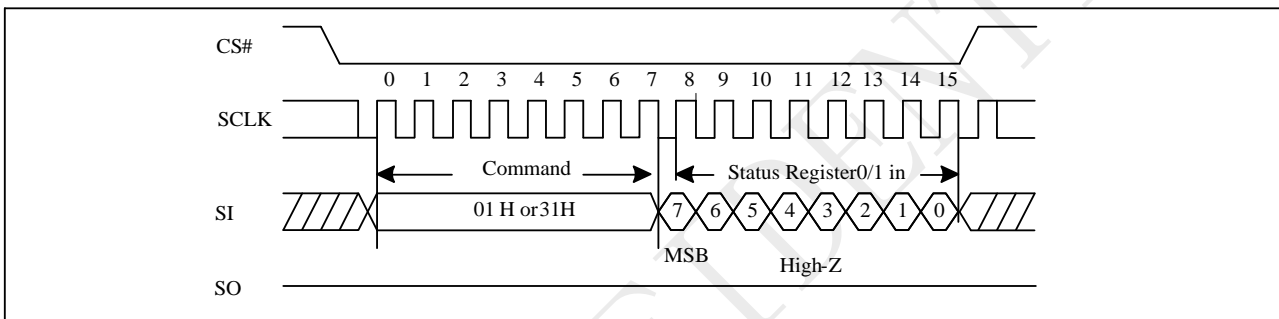 CS#
0 1 2 3 4 5 6 7 8 9 10 11 12 13 14 15
SCLK
Command Status Register0/1 in
SI 01 H or31H 7 6 5 4 3 2 1 0
MSB High-Z
SO